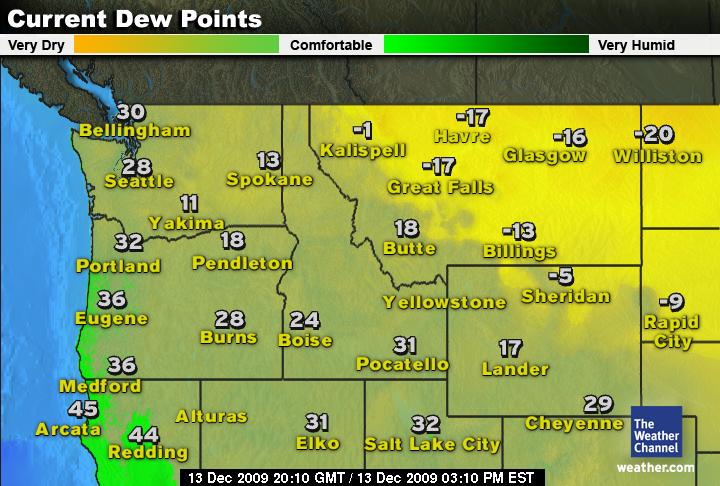 Current Dew Points
Very Dry Comfortable Very Humid
30
Bellingham
-17
Havre
-1
Kalispell
-16
Glasgow
-20
Williston
28
Seattle
13
Spokane
-17
Great Falls
11
Yakima
32
Portland
18
Pendleton
18
Butte
-13
Billings
-5
Sheridan
Yellowstone
36
Eugene
28
Burns
24
Boise
31
Pocatello
17
Lander
-9
Rapid
City
36
Medford
45
Arcata
44
Redding
Alturas
31
Elko
32
Salt Lake City
29
Cheyenne
The
Weather
Channel
weather.com
13 Dec 2009 20:10 GMT / 13 Dec 2009 03:10 PM EST